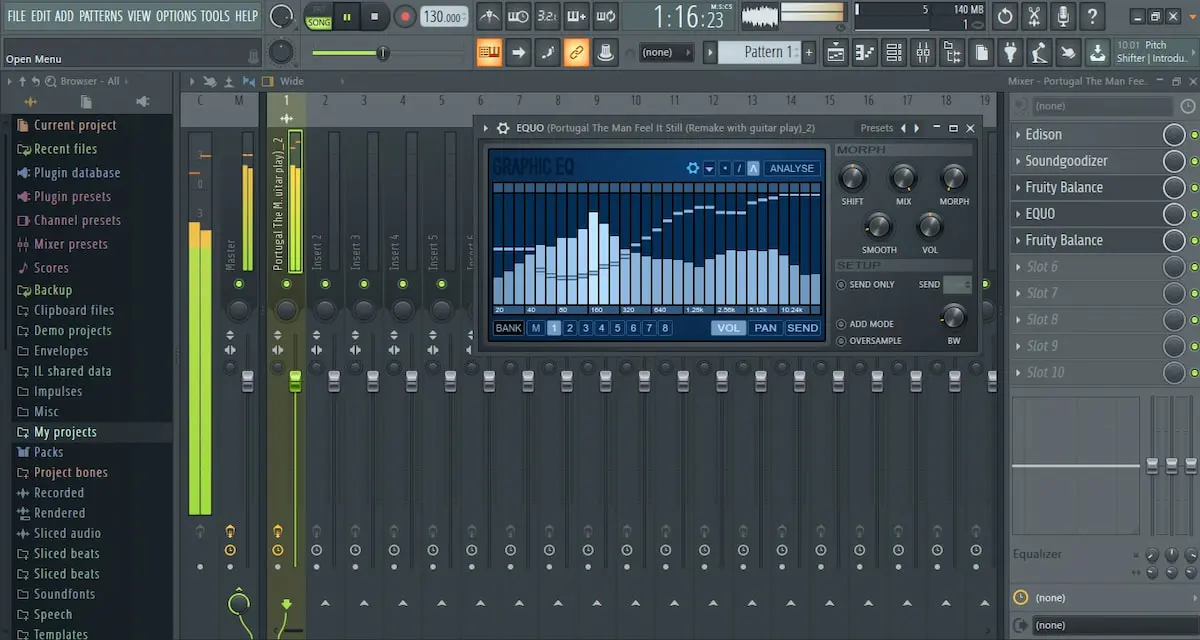 FILE EDIT ADD PATTERNS VIEW OPTIONS TOOLS HELP
PAT
SONG
130.000
3.2.1
1:16:23
M:S:CS
5
140 MB
1
Open Menu
(none)
Pattern 1
10:01 Pitch
Shifter | Introdu..
Browser - All
Wide
Mixer - Portugal The Man Fee..
Current project
Recent files
Plugin database
Plugin presets
Channel presets
Mixer presets
Scores
Backup
Clipboard files
Demo projects
Envelopes
IL shared data
Impulses
Misc
My projects
Packs
Project bones
Recorded
Rendered
Sliced audio
Sliced beats
Sliced beats
Soundfonts
Speech
Templates
C M 1 2 3 4 5 6 7 8 9 10 11 12 13 14 15 16 17 18 19
3
0
3
Master
Portugal The M..uitar play)_2
Insert 2
Insert 3
Insert 4
Insert 5
EQUO (Portugal The Man Feel It Still (Remake with guitar play)_2)
Presets
GRAPHIC EQ
ANALYSE
20 40 80 160 320 640 1.28k 2.56k 5.12k 10.24k
BANK M 1 2 3 4 5 6 7 8 VOL PAN SEND
MORPH
SHIFT MIX MORPH
SMOOTH VOL
SETUP
SEND ONLY SEND
ADD MODE
OVERSAMPLE BW
(none)
Edison
Soundgoodizer
Fruity Balance
EQUO
Fruity Balance
Slot 6
Slot 7
Slot 8
Slot 9
Slot 10
Equalizer
(none)
(none)